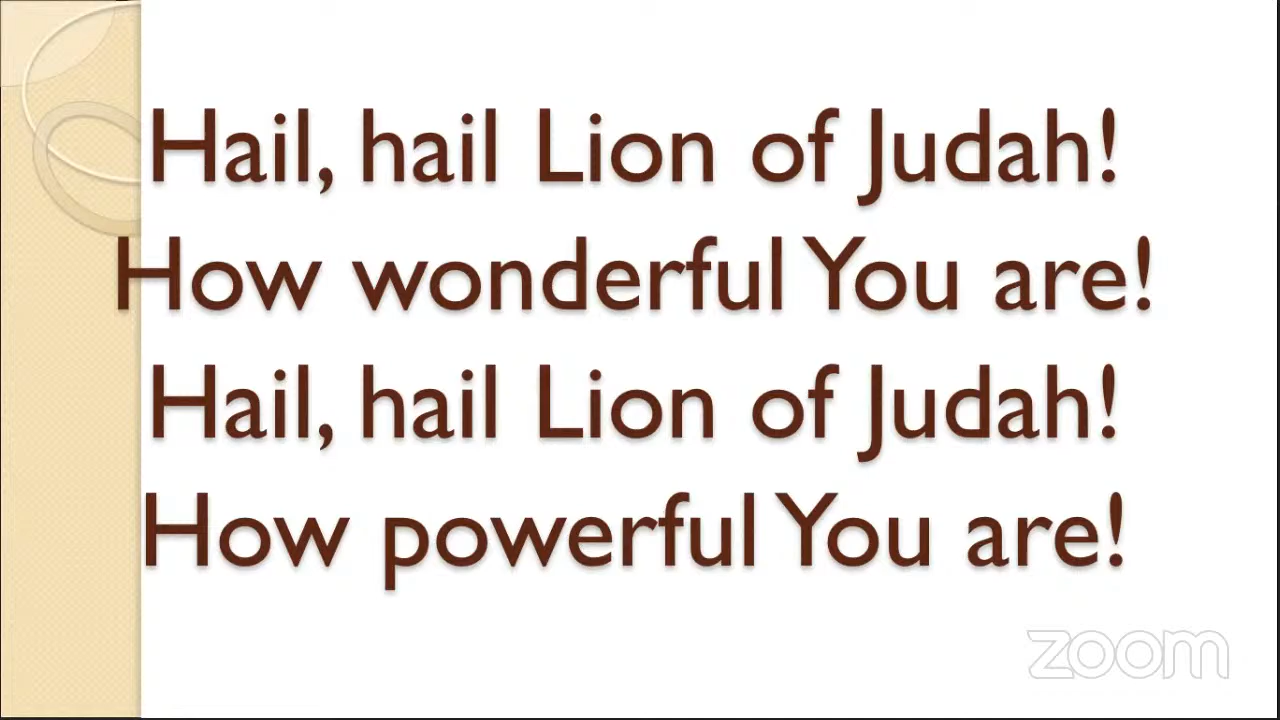 Hail, hail Lion of Judah!
How wonderful You are!
Hail, hail Lion of Judah!
How powerful You are!
zoom